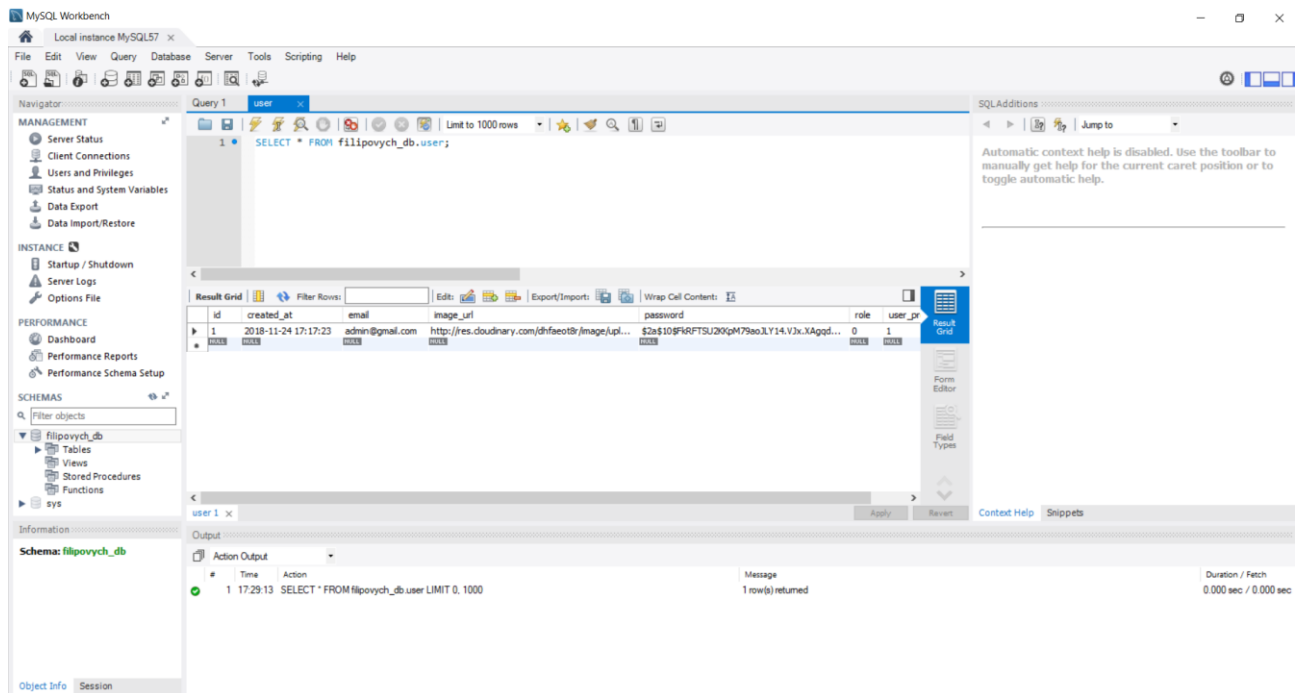 MySQL Workbench
Local instance MySQL57
File Edit View Query Database Server Tools Scripting Help
Navigator
MANAGEMENT
Server Status
Client Connections
Users and Privileges
Status and System Variables
Data Export
Data Import/Restore
INSTANCE
Startup / Shutdown
Server Logs
Options File
PERFORMANCE
Dashboard
Performance Reports
Performance Schema Setup
SCHEMAS
Filter objects
filipovych_db
Tables
Views
Stored Procedures
Functions
sys
Information
Schema: filipovych_db
Object Info Session
Query 1 user
Limit to 1000 rows
1 SELECT * FROM filipovych_db.user;
Result Grid Filter Rows: Edit: Export/Import: Wrap Cell Content:
id created_at email image_url password role user_pr
1 2018-11-24 17:17:23 admin@gmail.com http://res.cloudinary.com/dhfaeot8r/image/upl... 0 1
NULL NULL NULL NULL NULL NULL NULL
Result Grid
Form Editor
Field Types
user 1 Apply Revert
Output
Action Output
# Time Action Message Duration / Fetch
1 17:29:13 SELECT * FROM filipovych_db.user LIMIT 0, 1000 1 row(s) returned 0.000 sec / 0.000 sec
SQLAdditions
Jump to
Automatic context help is disabled. Use the toolbar to
manually get help for the current caret position or to
toggle automatic help.
Context Help Snippets